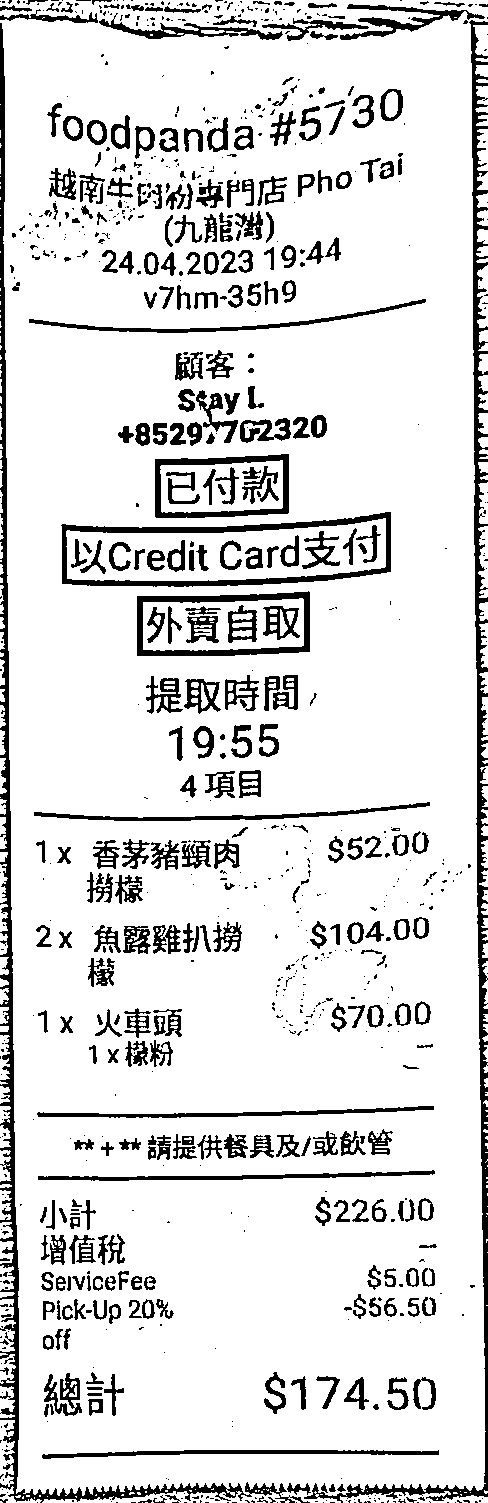 foodpanda #5730
越南牛肉粉專門店 Pho Tai
(九龍灣)
24.04.2023 19:44
v7hm-35h9
顧客：
已付款
以Credit Card支付
外賣自取
提取時間
19:55
4 項目
1 x 香茅豬頸肉 $52.00
撈檬
2 x 魚露雞扒撈 $104.00
檬
1 x 火車頭 $70.00
1 x 檬粉 –
** + ** 請提供餐具及/或飲管
小計 $226.00
增值稅 –
ServiceFee $5.00
Pick-Up 20% -$56.50
off
總計 $174.50